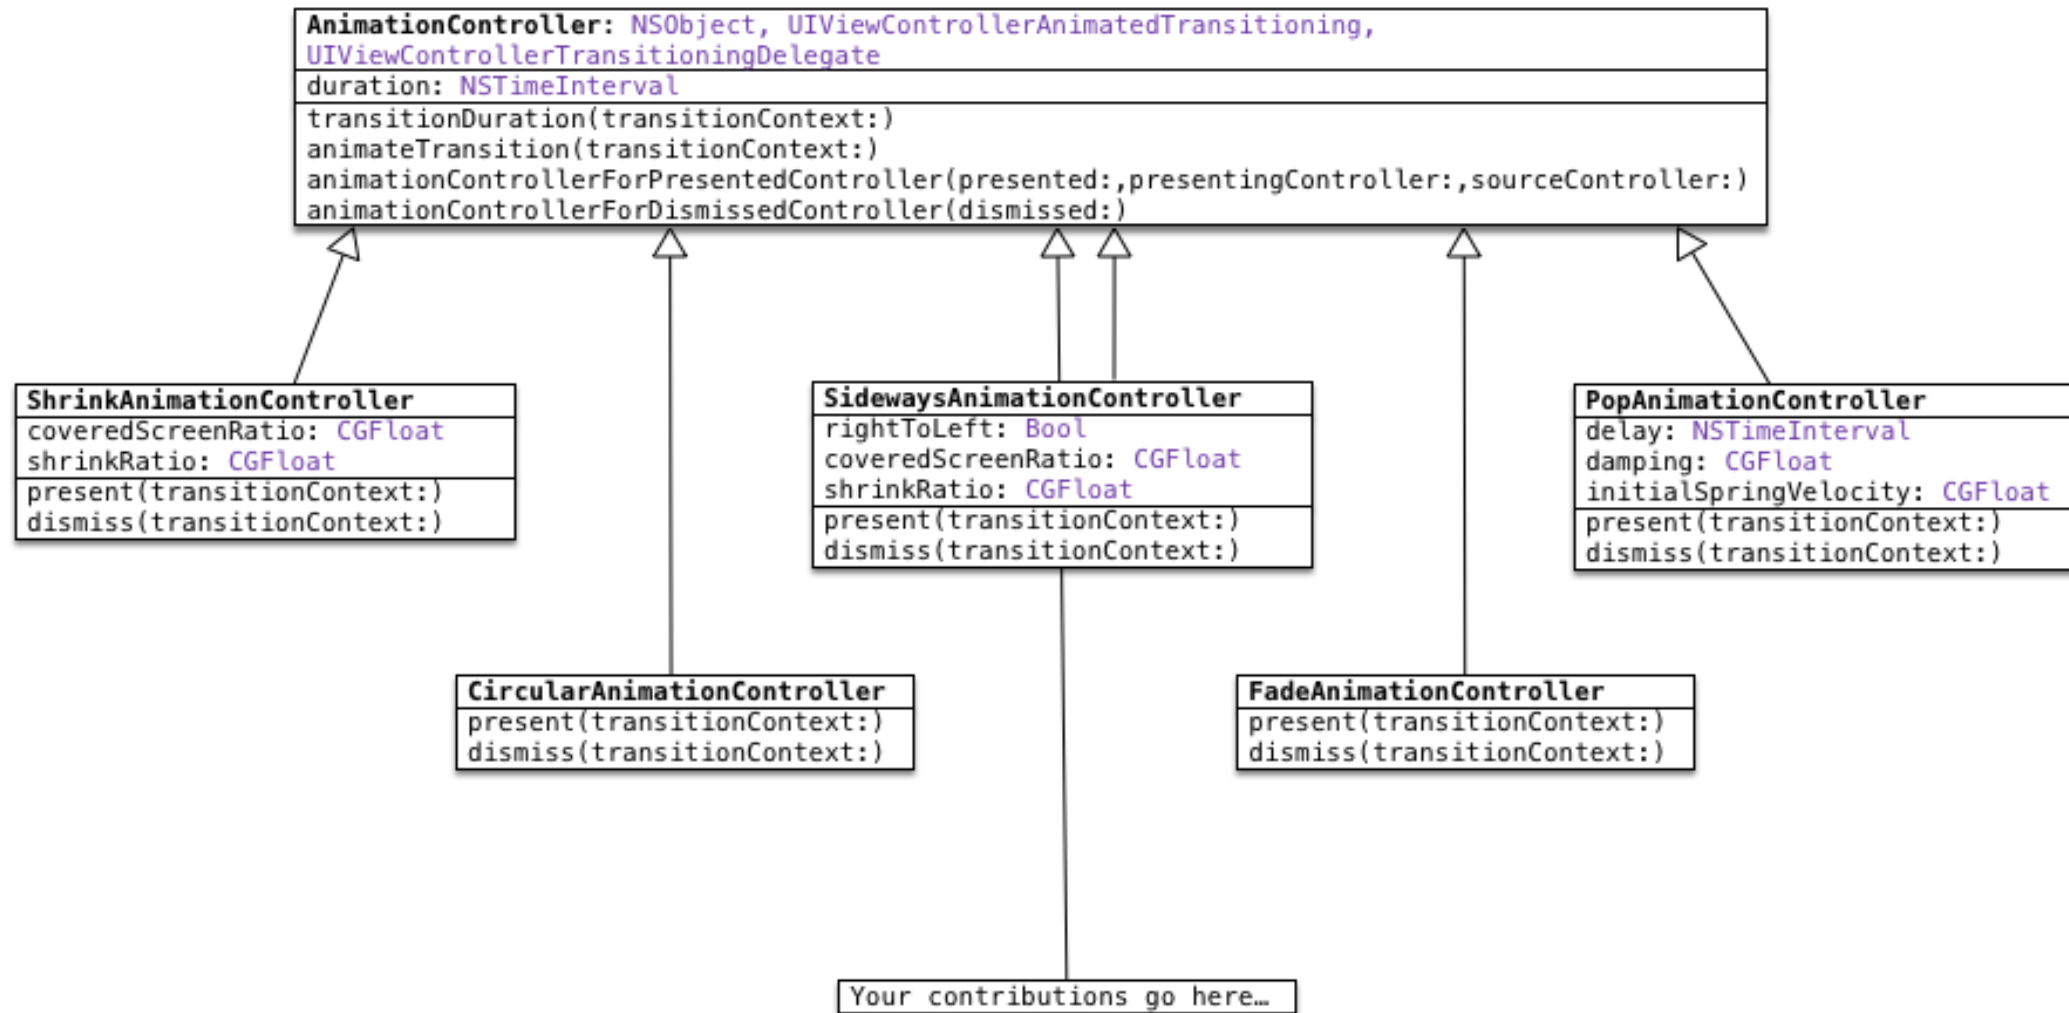 AnimationController: NSObject, UIViewControllerAnimatedTransitioning,
UIViewControllerTransitioningDelegate
duration: NSTimeInterval
transitionDuration(transitionContext:)
animateTransition(transitionContext:)
animationControllerForPresentedController(presented:,presentingController:,sourceController:)
animationControllerForDismissedController(dismissed:)
ShrinkAnimationController
coveredScreenRatio: CGFloat
shrinkRatio: CGFloat
present(transitionContext:)
dismiss(transitionContext:)
SidewaysAnimationController
rightToLeft: Bool
coveredScreenRatio: CGFloat
shrinkRatio: CGFloat
present(transitionContext:)
dismiss(transitionContext:)
PopAnimationController
delay: NSTimeInterval
damping: CGFloat
initialSpringVelocity: CGFloat
present(transitionContext:)
dismiss(transitionContext:)
CircularAnimationController
present(transitionContext:)
dismiss(transitionContext:)
FadeAnimationController
present(transitionContext:)
dismiss(transitionContext:)
Your contributions go here…